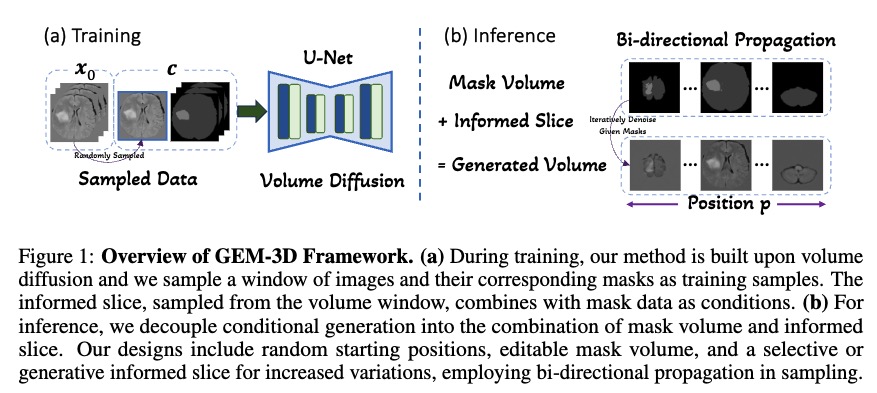 (a) Training
x0
c
Randomly Sampled
Sampled Data
U-Net
Volume Diffusion
(b) Inference
Mask Volume
+ Informed Slice
= Generated Volume
Bi-directional Propagation
...
...
Iteratively Denoise
Given Masks
...
...
Position p
Figure 1: Overview of GEM-3D Framework. (a) During training, our method is built upon volume
diffusion and we sample a window of images and their corresponding masks as training samples. The
informed slice, sampled from the volume window, combines with mask data as conditions. (b) For
inference, we decouple conditional generation into the combination of mask volume and informed
slice. Our designs include random starting positions, editable mask volume, and a selective or
generative informed slice for increased variations, employing bi-directional propagation in sampling.